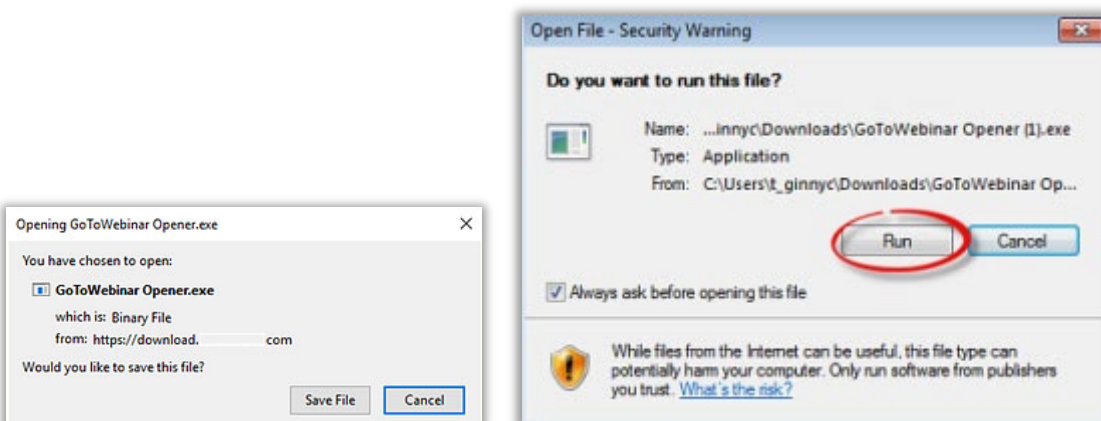 Opening GoToWebinar Opener.exe
You have chosen to open:
GoToWebinar Opener.exe
which is: Binary File
from: https://download. com
Would you like to save this file?
Save File Cancel
Open File - Security Warning
Do you want to run this file?
Name: ...innyc\Downloads\GoToWebinar Opener (1).exe
Type: Application
From: C:\Users\t_ginnyc\Downloads\GoToWebinar Op...
Run Cancel
Always ask before opening this file
While files from the Internet can be useful, this file type can
potentially harm your computer. Only run software from publishers
you trust. What's the risk?